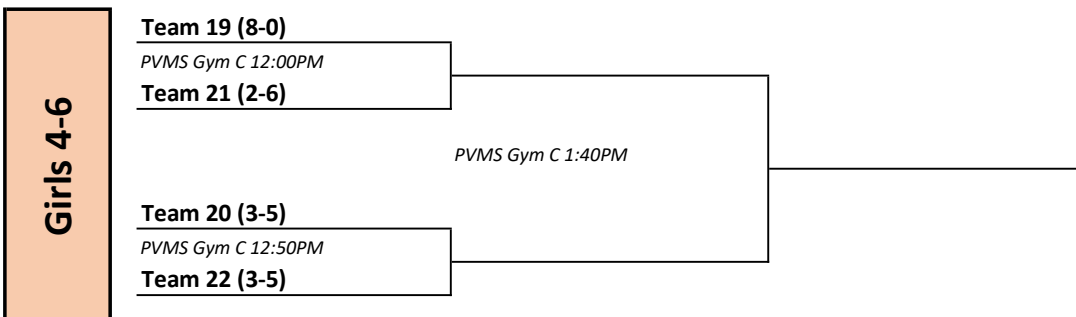 Girls 4-6
Team 19 (8-0)
PVMS Gym C 12:00PM
Team 21 (2-6)
PVMS Gym C 1:40PM
Team 20 (3-5)
PVMS Gym C 12:50PM
Team 22 (3-5)